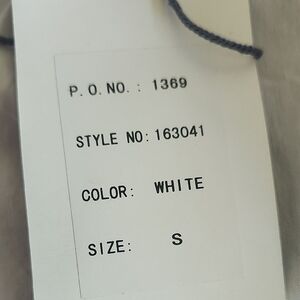 P.O.NO.: 1369
STYLE NO: 163041
COLOR: WHITE
SIZE: S